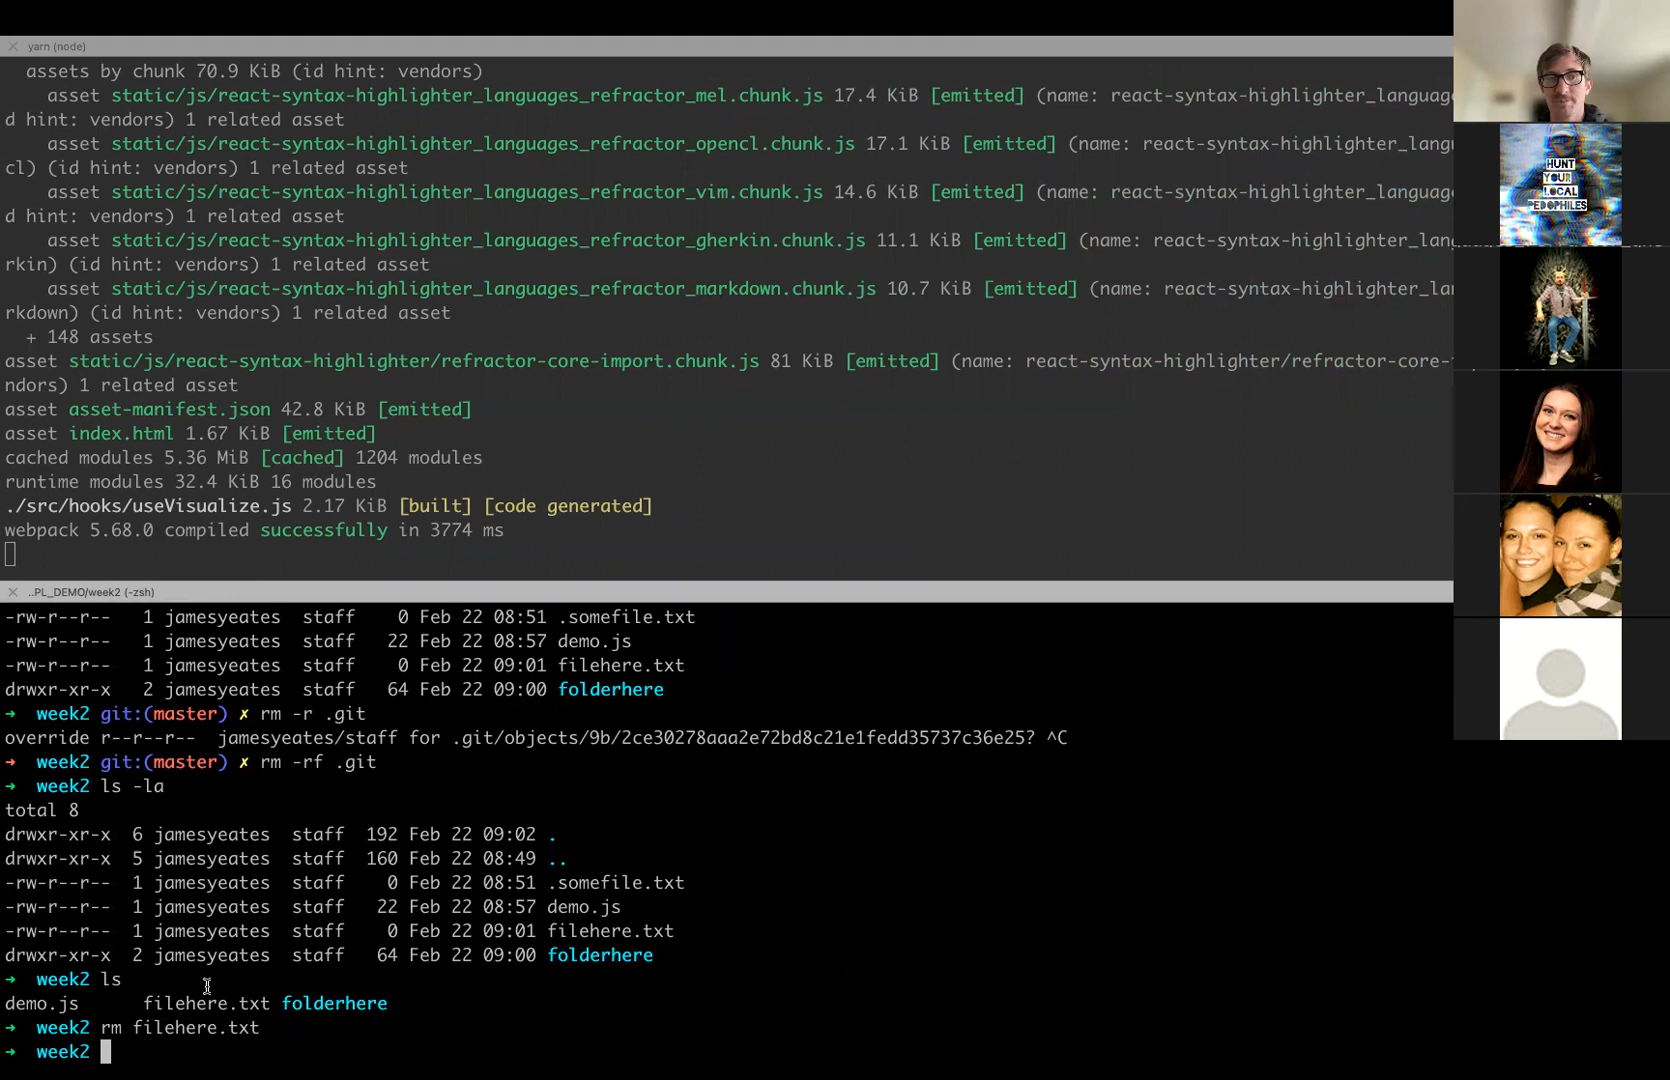 yarn (node)
assets by chunk 70.9 KiB (id hint: vendors)
asset static/js/react-syntax-highlighter_languages_refractor_mel.chunk.js 17.4 KiB [emitted] (name: react-syntax-highlighter_languag
d hint: vendors) 1 related asset
asset static/js/react-syntax-highlighter_languages_refractor_opencl.chunk.js 17.1 KiB [emitted] (name: react-syntax-highlighter_lang
cl) (id hint: vendors) 1 related asset
asset static/js/react-syntax-highlighter_languages_refractor_vim.chunk.js 14.6 KiB [emitted] (name: react-syntax-highlighter_languag
d hint: vendors) 1 related asset
asset static/js/react-syntax-highlighter_languages_refractor_gherkin.chunk.js 11.1 KiB [emitted] (name: react-syntax-highlighter_lan
rkin) (id hint: vendors) 1 related asset
asset static/js/react-syntax-highlighter_languages_refractor_markdown.chunk.js 10.7 KiB [emitted] (name: react-syntax-highlighter_la
rkdown) (id hint: vendors) 1 related asset
+ 148 assets
asset static/js/react-syntax-highlighter/refractor-core-import.chunk.js 81 KiB [emitted] (name: react-syntax-highlighter/refractor-core-
ndors) 1 related asset
asset asset-manifest.json 42.8 KiB [emitted]
asset index.html 1.67 KiB [emitted]
cached modules 5.36 MiB [cached] 1204 modules
runtime modules 32.4 KiB 16 modules
./src/hooks/useVisualize.js 2.17 KiB [built] [code generated]
webpack 5.68.0 compiled successfully in 3774 ms
..PL_DEMO/week2 (-zsh)
-rw-r--r-- 1 jamesyeates staff 0 Feb 22 08:51 .somefile.txt
-rw-r--r-- 1 jamesyeates staff 22 Feb 22 08:57 demo.js
-rw-r--r-- 1 jamesyeates staff 0 Feb 22 09:01 filehere.txt
drwxr-xr-x 2 jamesyeates staff 64 Feb 22 09:00 folderhere
➜ week2 git:(master) ✗ rm -r .git
override r--r--r-- jamesyeates/staff for .git/objects/9b/2ce30278aaa2e72bd8c21e1fedd35737c36e25? ^C
➜ week2 git:(master) ✗ rm -rf .git
➜ week2 ls -la
total 8
drwxr-xr-x 6 jamesyeates staff 192 Feb 22 09:02 .
drwxr-xr-x 5 jamesyeates staff 160 Feb 22 08:49 ..
-rw-r--r-- 1 jamesyeates staff 0 Feb 22 08:51 .somefile.txt
-rw-r--r-- 1 jamesyeates staff 22 Feb 22 08:57 demo.js
-rw-r--r-- 1 jamesyeates staff 0 Feb 22 09:01 filehere.txt
drwxr-xr-x 2 jamesyeates staff 64 Feb 22 09:00 folderhere
➜ week2 ls
demo.js filehere.txt folderhere
➜ week2 rm filehere.txt
➜ week2
HUNT
YOUR
LOCAL
PEDOPHILES